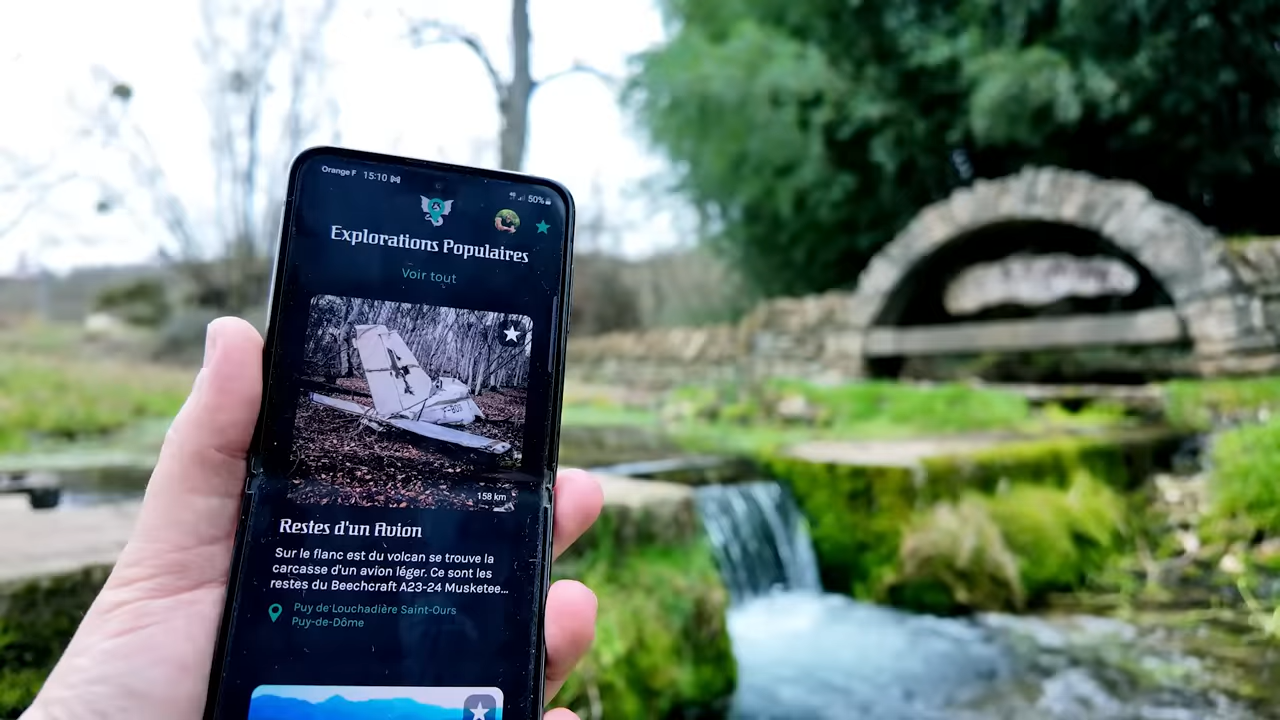 Orange F 15:10
50%
Explorations Populaires
Voir tout
158 km
Restes d'un Avion
Sur le flanc est du volcan se trouve la
carcasse d'un avion léger. Ce sont les
restes du Beechcraft A23-24 Musketee...
Puy de Louchadière Saint-Ours
Puy-de-Dôme